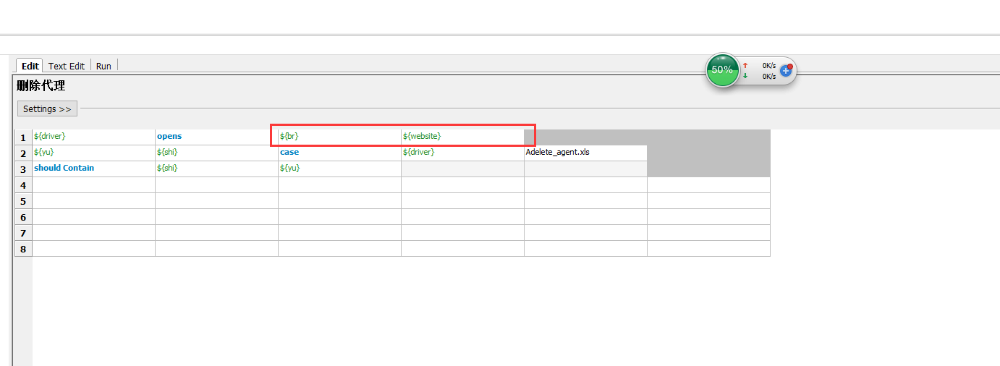 Edit Text Edit Run
删除代理
Settings >>
50% 0K/s
0K/s
1 ${driver} opens ${br} ${website}
2 ${yu} ${shi} case ${driver} Adelete_agent.xls
3 should Contain ${shi} ${yu}
4
5
6
7
8